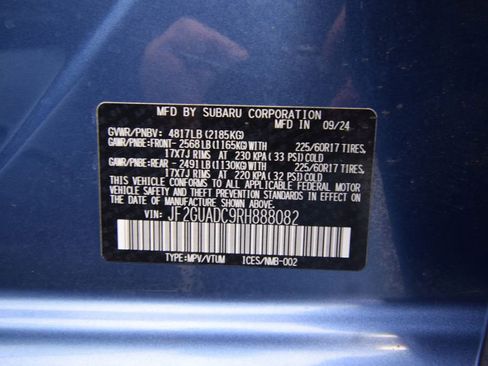 MFD BY SUBARU CORPORATION
MFD IN 09/24
GVWR/PNBV: 4817LB(2185KG)
GAWR/PNBE:FRONT-2568LB(1165KG)WITH 225/60R17 TIRES,
17X7J RIMS AT 230 KPA(33 PSI)COLD
GAWR/PNBE:REAR -2491LB(1130KG)WITH 225/60R17 TIRES,
17X7J RIMS AT 220 KPA(32 PSI)COLD
THIS VEHICLE CONFORMS TO ALL APPLICABLE FEDERAL MOTOR
VEHICLE SAFETY STANDARDS IN EFFECT ON THE
DATE OF MANUFACTURE SHOWN ABOVE.
VIN: JF2GUADC9RH888082
TYPE:MPV/VTUM ICES/NMB-002